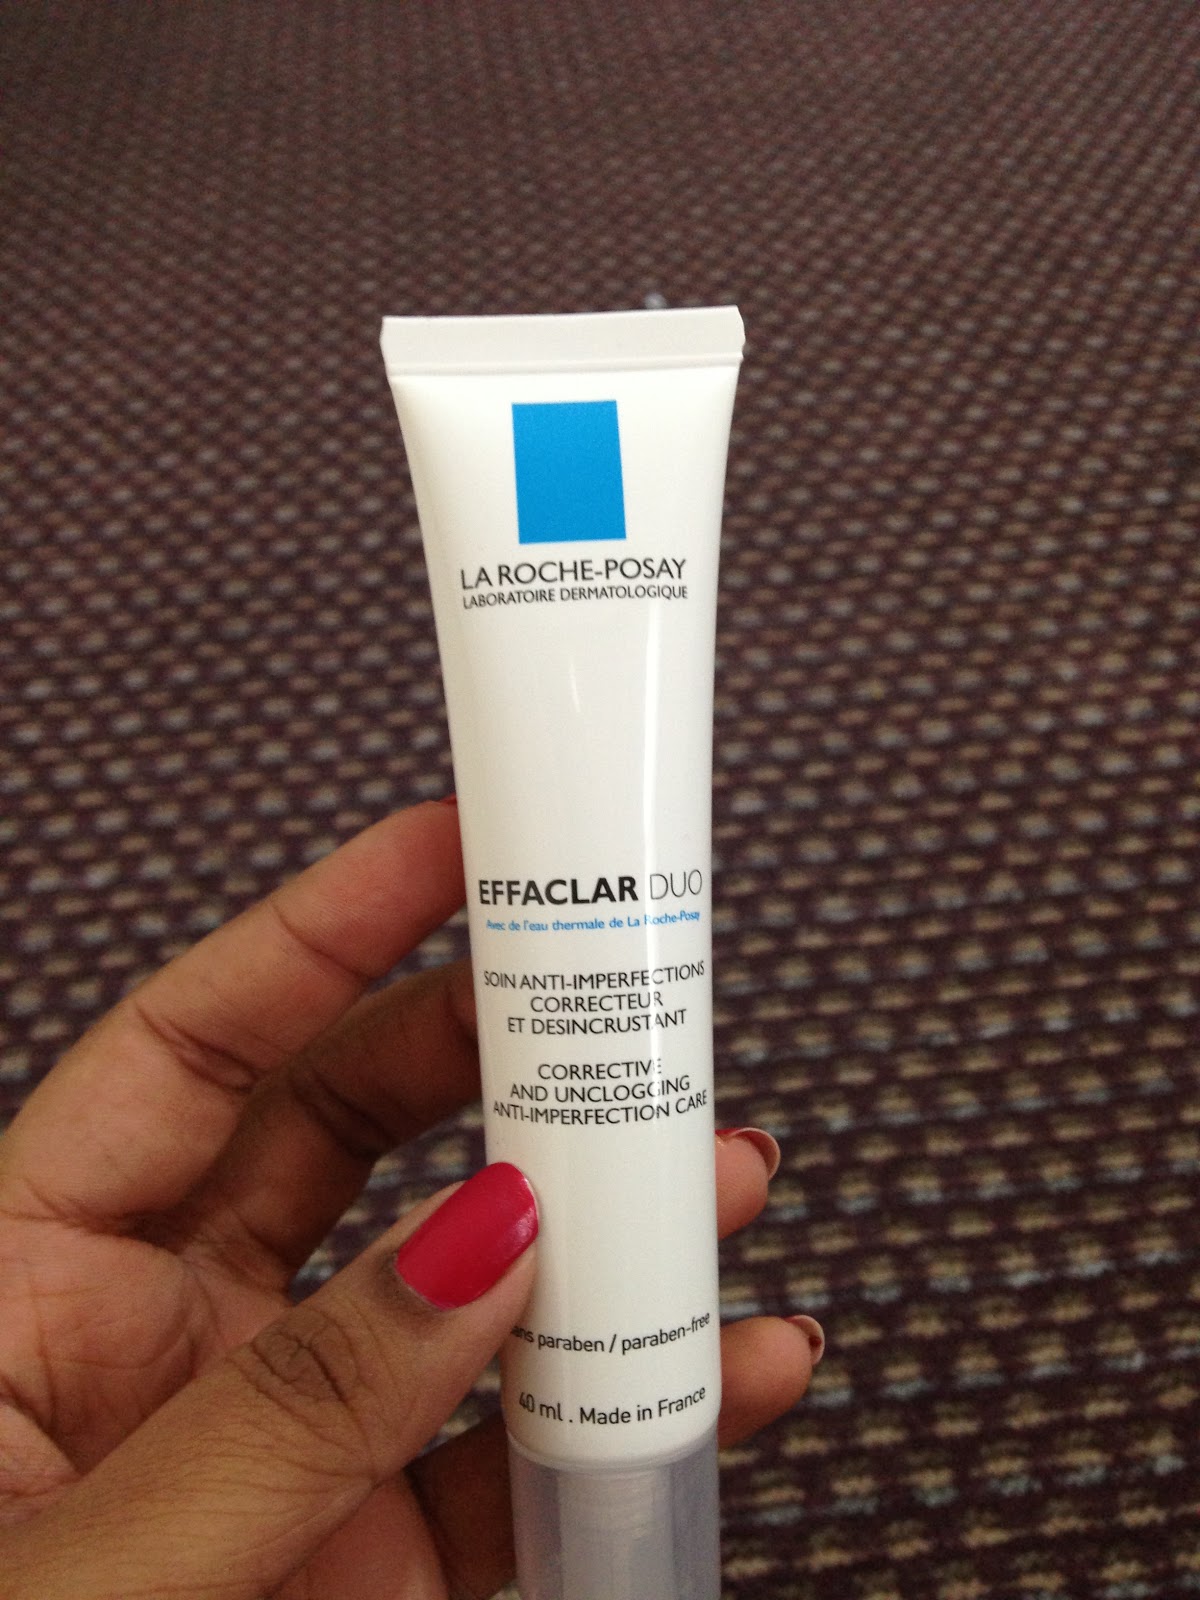 LA ROCHE-POSAY
LABORATOIRE DERMATOLOGIQUE
EFFACLAR DUO
Avec de l'eau thermale de La Roche-Posay
SOIN ANTI-IMPERFECTIONS
CORRECTEUR
ET DESINCRUSTANT
CORRECTIVE
AND UNCLOGGING
ANTI-IMPERFECTION CARE
sans paraben / paraben-free
40 ml . Made in France